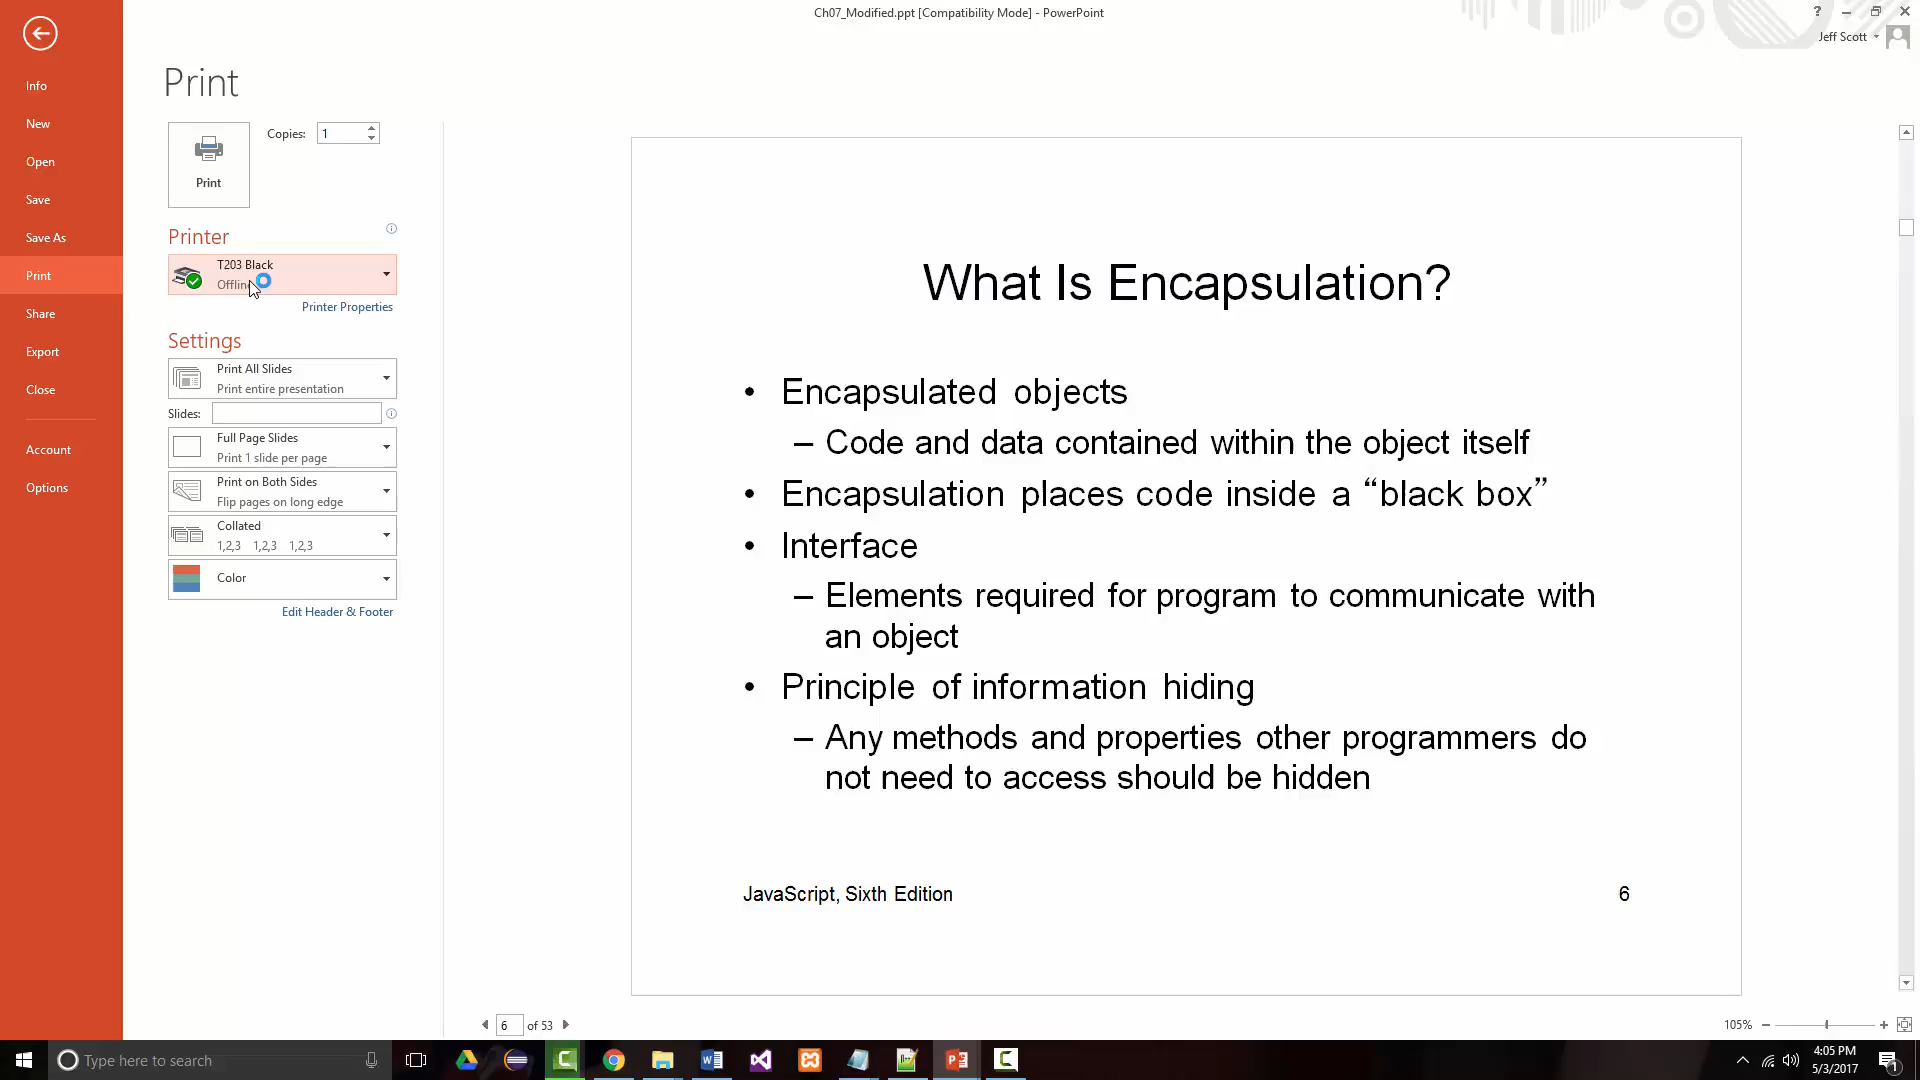 Ch07_Modified.ppt [Compatibility Mode] - PowerPoint
?
Jeff Scott
Info
New
Open
Save
Save As
Print
Share
Export
Close
Account
Options
Print
Print
Copies: 1
Printer
T203 Black
Offline
Printer Properties
Settings
Print All Slides
Print entire presentation
Slides:
Full Page Slides
Print 1 slide per page
Print on Both Sides
Flip pages on long edge
Collated
1,2,3 1,2,3 1,2,3
Color
Edit Header & Footer
What Is Encapsulation?
• Encapsulated objects
– Code and data contained within the object itself
• Encapsulation places code inside a “black box”
• Interface
– Elements required for program to communicate with
an object
• Principle of information hiding
– Any methods and properties other programmers do
not need to access should be hidden
JavaScript, Sixth Edition 6
6 of 53
105%
Type here to search
4:05 PM
5/3/2017
1